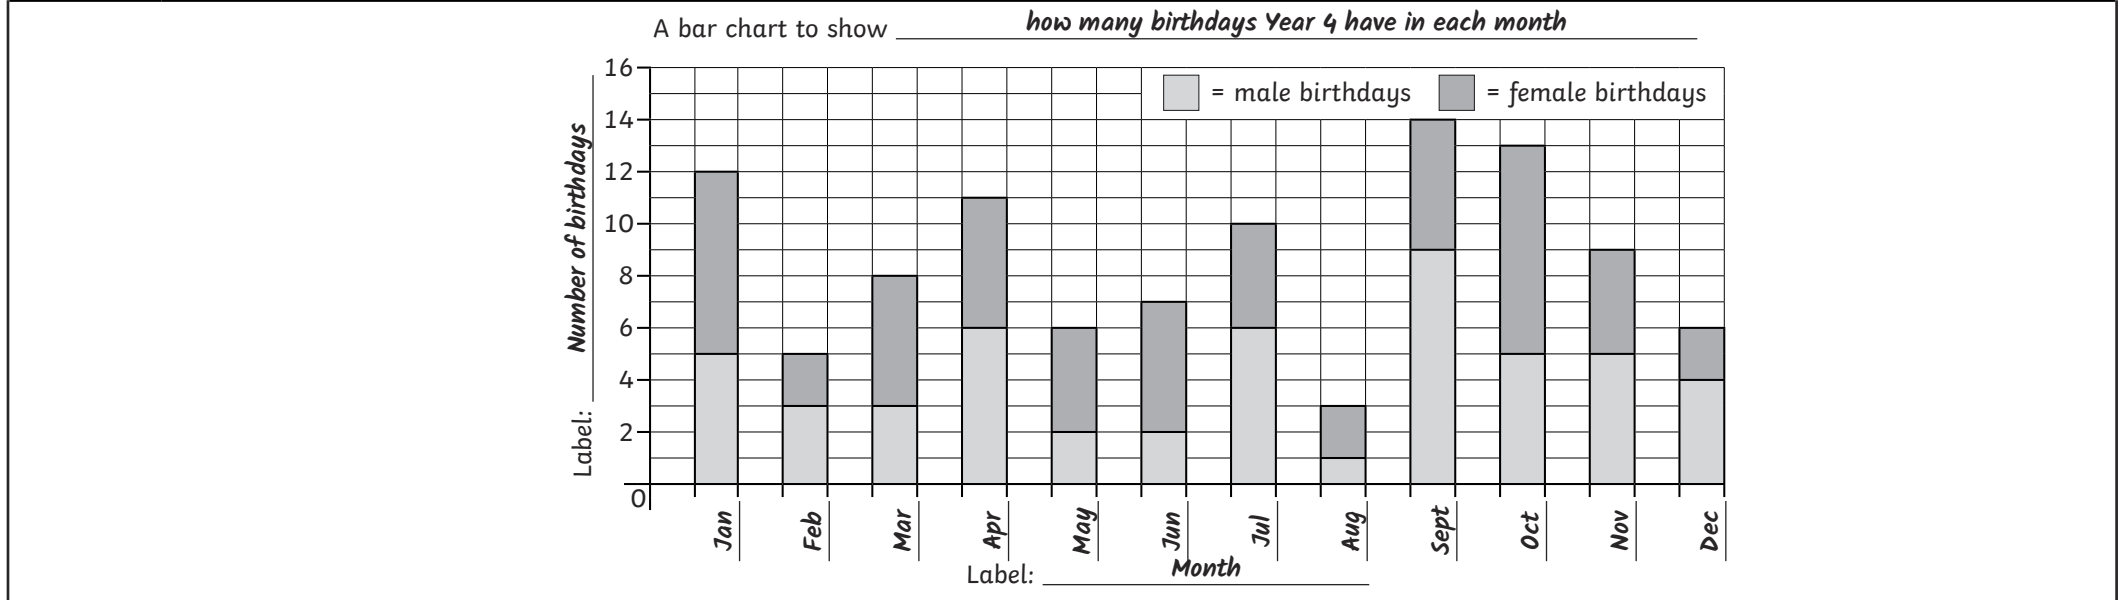 A bar chart to show how many birthdays Year 4 have in each month
= male birthdays = female birthdays
Label: Number of birthdays
16
14
12
10
8
6
4
2
0
Jan Feb Mar Apr May Jun Jul Aug Sept Oct Nov Dec
Label: Month